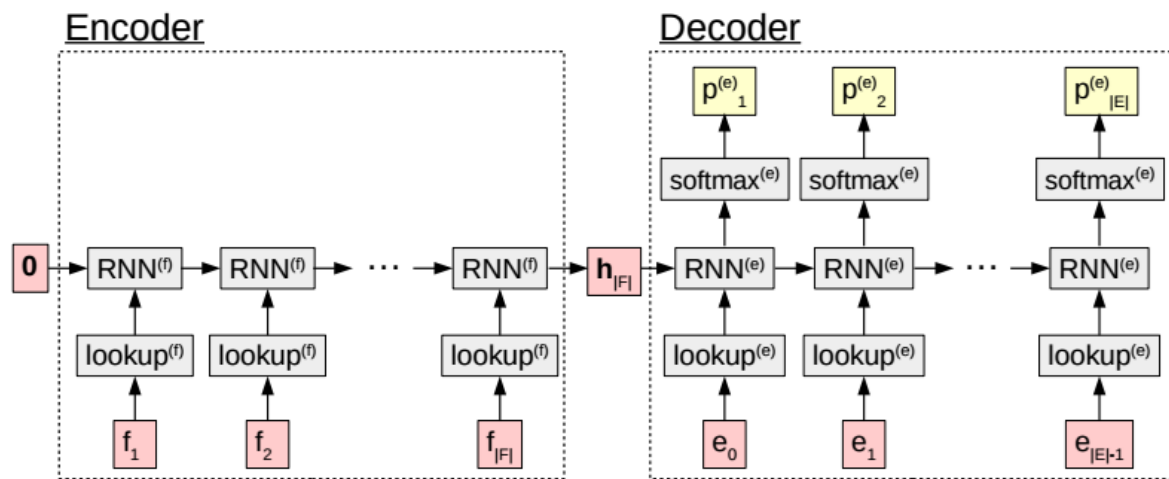 Encoder Decoder
p(e)1 p(e)2 p(e)|E|
softmax(e) softmax(e) softmax(e)
0 RNN(f) RNN(f) ... RNN(f) h|F| RNN(e) RNN(e) ... RNN(e)
lookup(f) lookup(f) lookup(f) lookup(e) lookup(e) lookup(e)
f1 f2 f|F| e0 e1 e|E|-1